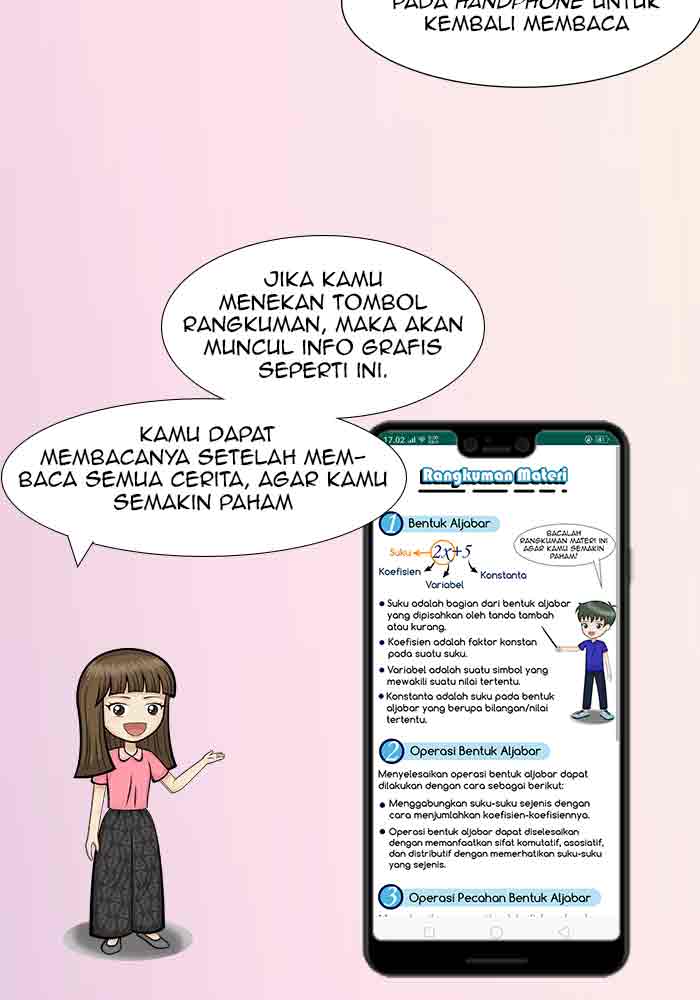 PADA HANDPHONE UNTUK
KEMBALI MEMBACA
JIKA KAMU
MENEKAN TOMBOL
RANGKUMAN, MAKA AKAN
MUNCUL INFO GRAFIS
SEPERTI INI.
KAMU DAPAT
MEMBACANYA SETELAH MEM-
BACA SEMUA CERITA, AGAR KAMU
SEMAKIN PAHAM
17.02
Rangkuman Materi
1 Bentuk Aljabar
BACALAH
RANGKUMAN MATERI INI
AGAR KAMU SEMAKIN
PAHAM!
Suku 2x+5
Koefisien
Variabel
Konstanta
• Suku adalah bagian dari bentuk aljabar
yang dipisahkan oleh tanda tambah
atau kurang.
• Koefisien adalah faktor konstan
pada suatu suku.
• Variabel adalah suatu simbol yang
mewakili suatu nilai tertentu.
• Konstanta adalah suku pada bentuk
aljabar yang berupa bilangan/nilai
tertentu.
2 Operasi Bentuk Aljabar
Menyelesaikan operasi bentuk aljabar dapat
dilakukan dengan cara sebagai berikut:
• Menggabungkan suku-suku sejenis dengan
cara menjumlahkan koefisien-koefisiennya.
• Operasi bentuk aljabar dapat diselesaikan
dengan memanfaatkan sifat komutatif, asosiatif,
dan distributif dengan memerhatikan suku-suku
yang sejenis.
3 Operasi Pecahan Bentuk Aljabar